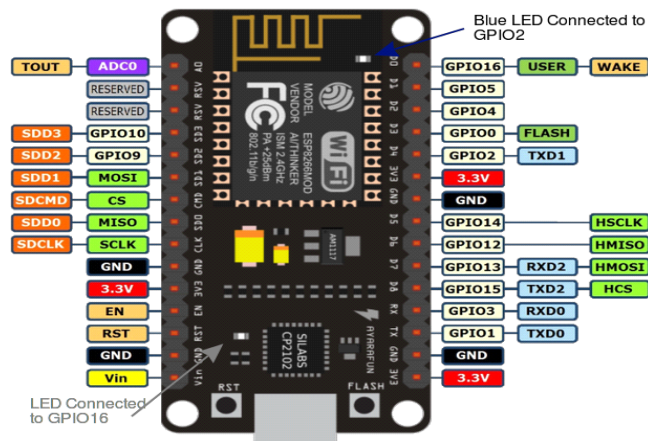 Blue LED Connected to
GPIO2
TOUT ADC0 A0 D0 GPIO16 USER WAKE
RESERVED RSV D1 GPIO5
RESERVED RSV D2 GPIO4
SDD3 GPIO10 SD3 D3 GPIO0 FLASH
SDD2 GPIO9 D4 GPIO2 TXD1
SDD1 MOSI SD1 3V3 3.3V
SDCMD CS CMD GND GND
SDD0 MISO SD0 D5 GPIO14 HSCLK
SDCLK SCLK CLK D6 GPIO12 HMISO
GND GND D7 GPIO13 RXD2 HMOSI
3.3V 3V3 D8 GPIO15 TXD2 HCS
EN EN RX GPIO3 RXD0
RST RST TX GPIO1 TXD0
GND GND GND GND
Vin Vin 3V3 3.3V
MODEL
VENDOR
ESP8266MOD
AI/THINKER
ISM 2.4GHz
PA +25dBm
802.11b/g/n
FC
Wi Fi
AM1117
SILABS
CP2102
AYARAFUN
RST
FLASH
LED Connected
to GPIO16